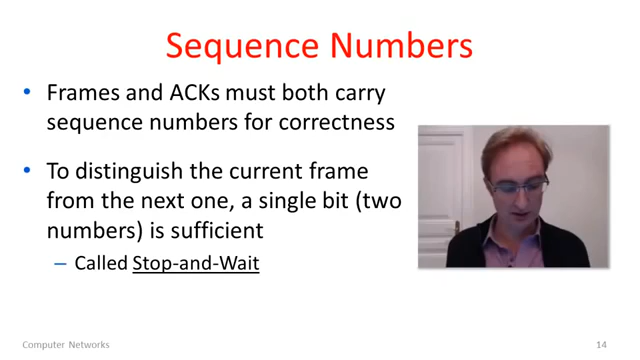 Sequence Numbers
• Frames and ACKs must both carry
sequence numbers for correctness
• To distinguish the current frame
from the next one, a single bit (two
numbers) is sufficient
– Called Stop-and-Wait
Computer Networks
14